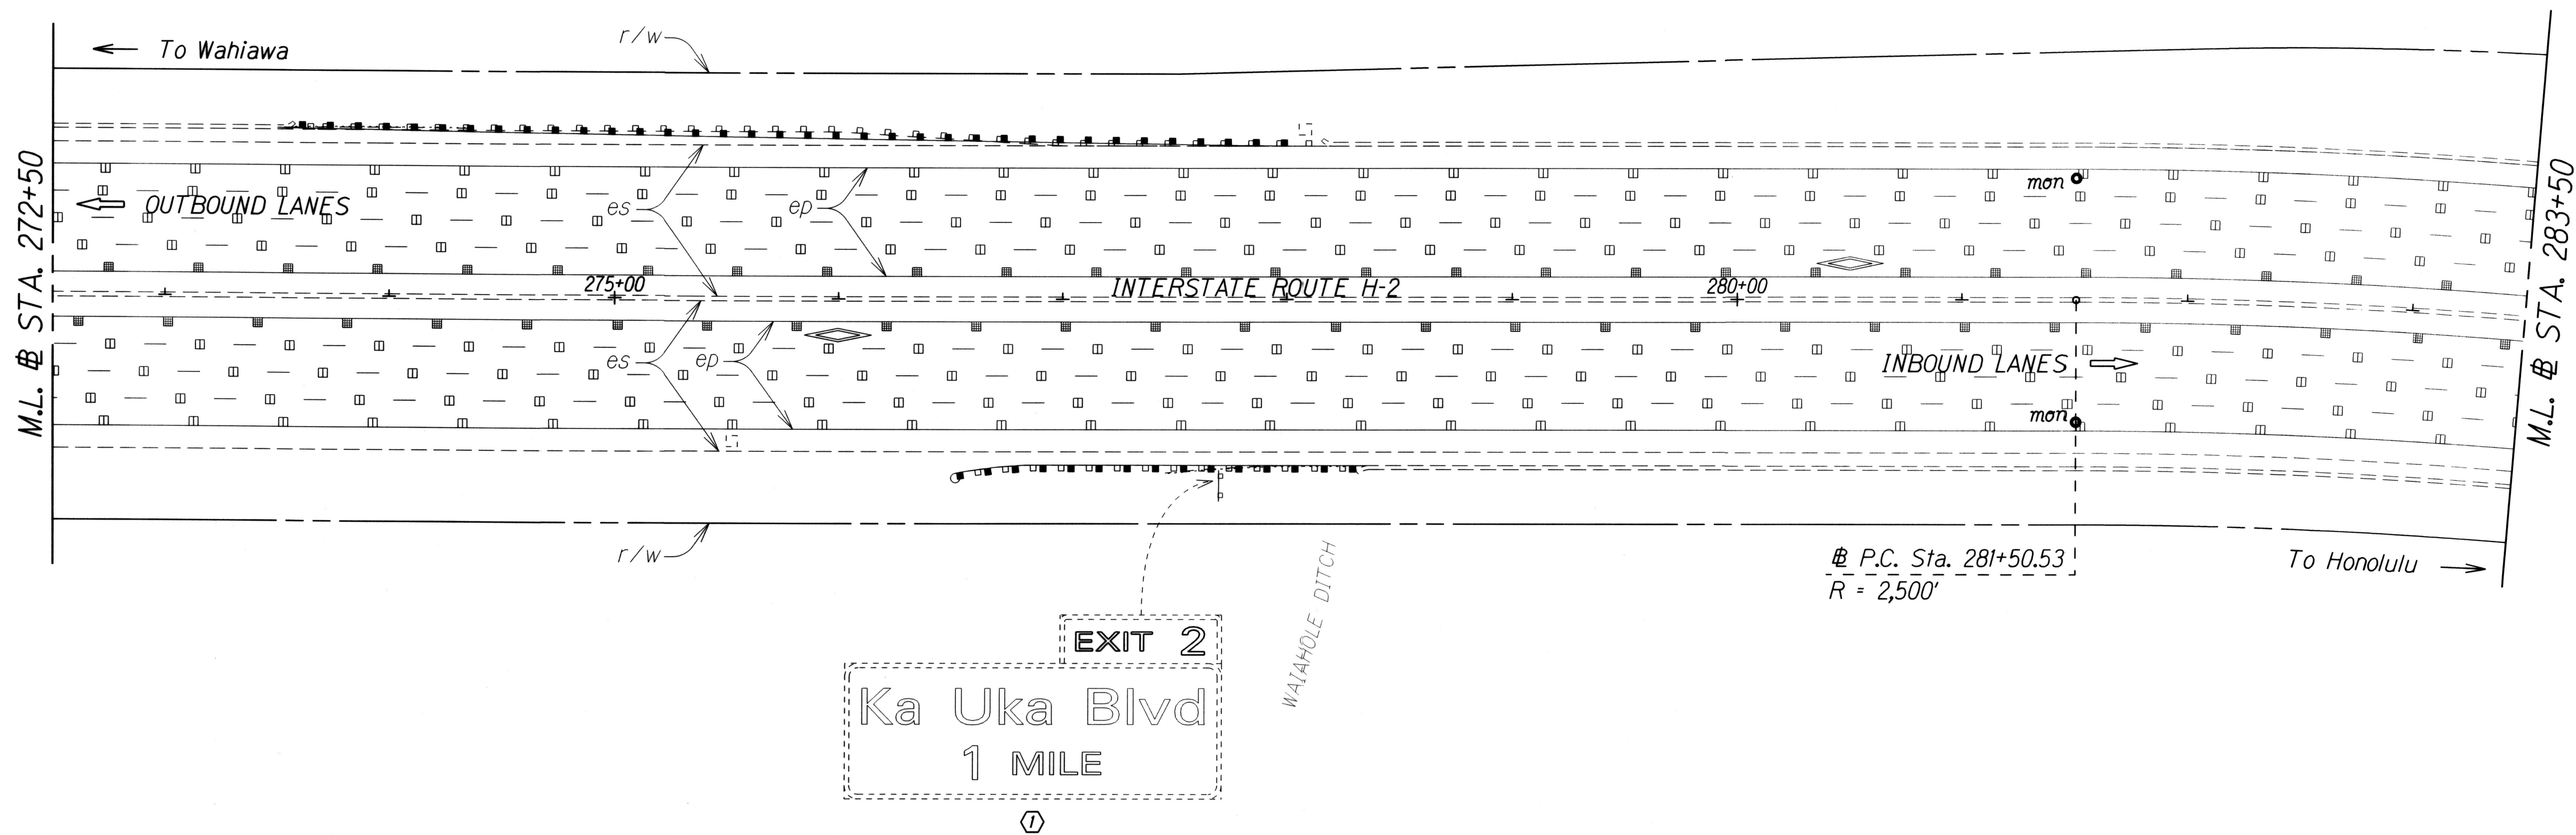 To Wahiawa
r/w
M.L. ℄ STA. 272+50
OUTBOUND LANES
es
ep
mon
M.L. ℄ STA. 283+50
275+00
INTERSTATE ROUTE H-2
280+00
es
ep
INBOUND LANES
mon
r/w
℄ P.C. Sta. 281+50.53
R = 2,500'
To Honolulu
WAIAHOLE DITCH
EXIT 2
Ka Uka Blvd
1 MILE
1